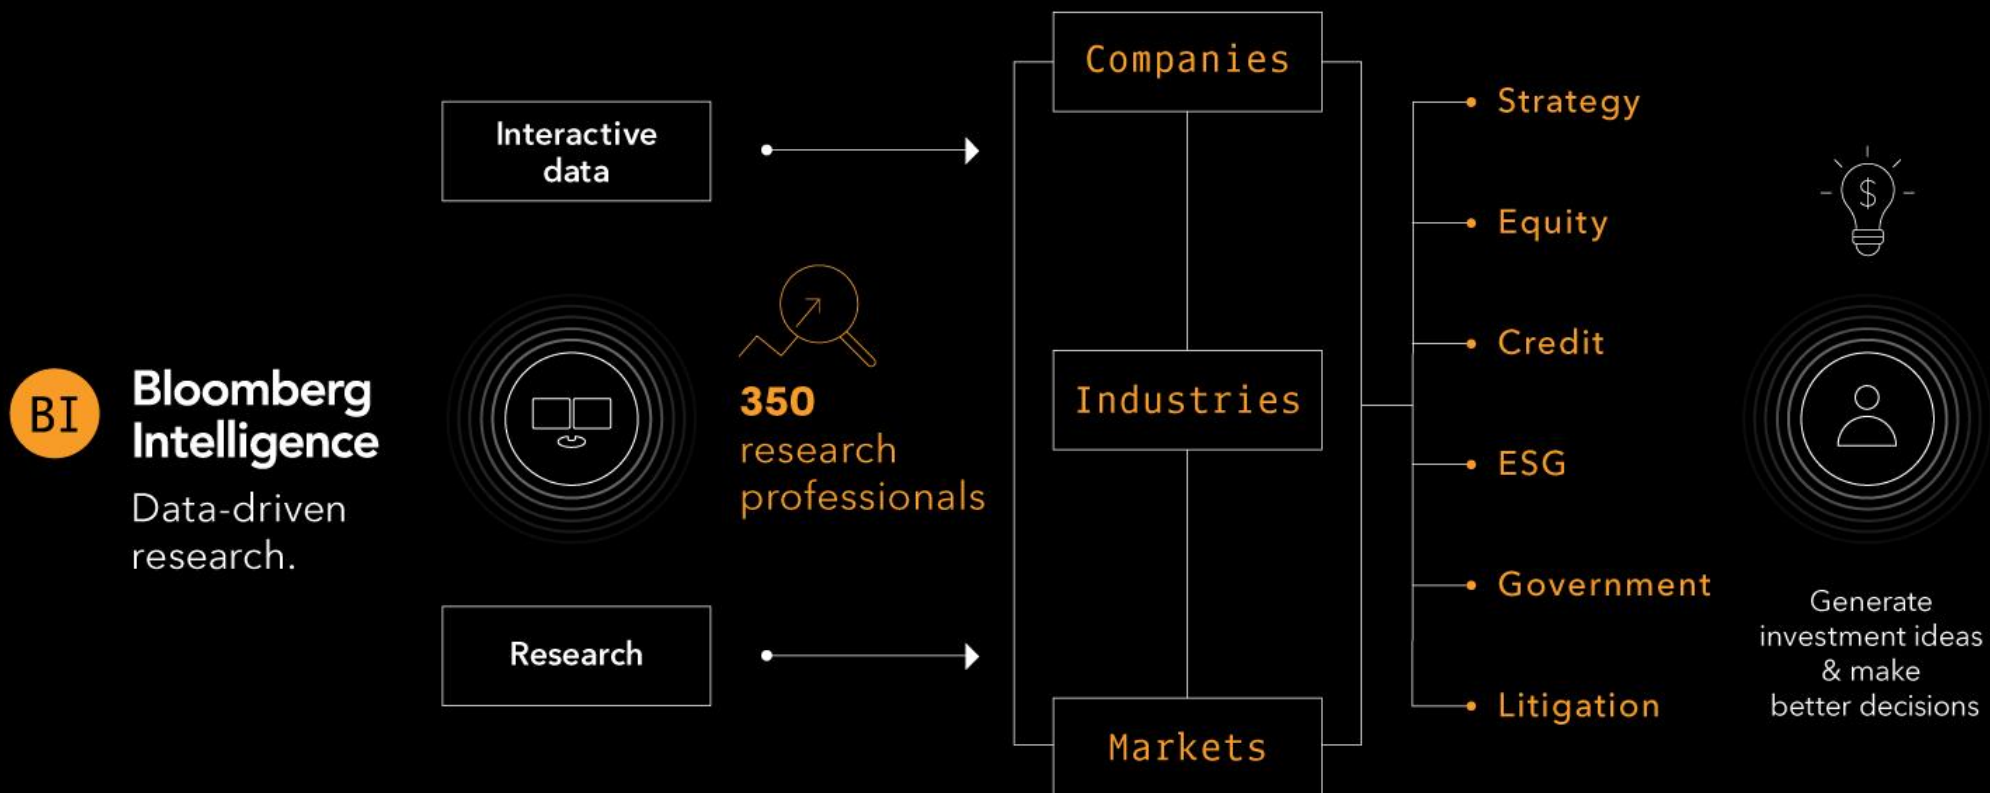 BI
Bloomberg
Intelligence
Data-driven
research.
Interactive
data
350
research
professionals
Research
Companies
Industries
Markets
Strategy
Equity
Credit
ESG
Government
Litigation
$
Generate
investment ideas
& make
better decisions